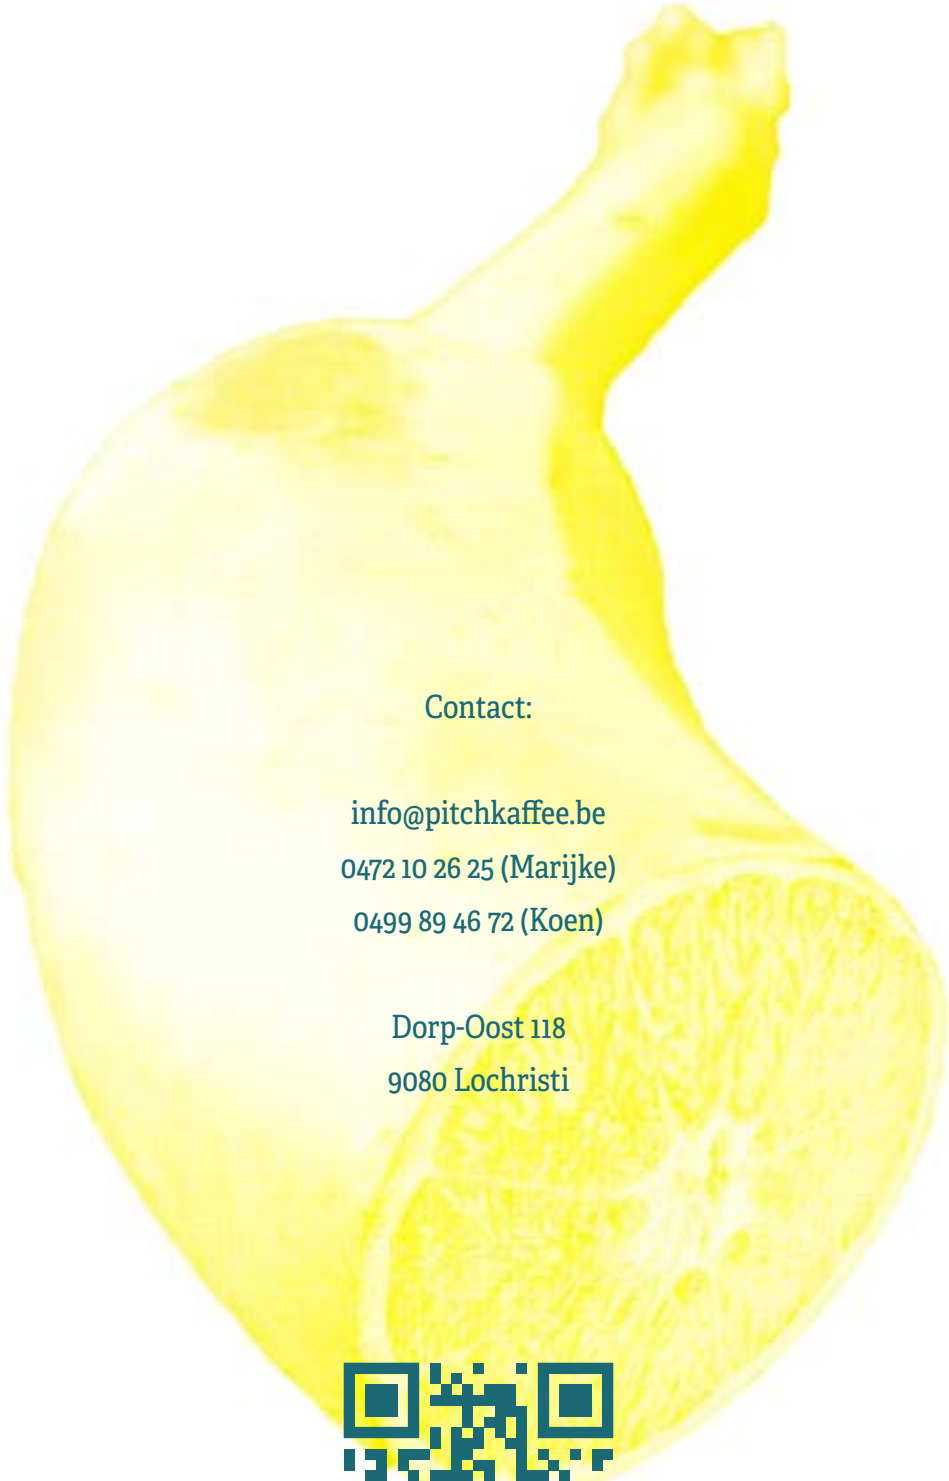 Contact:
info@pitchkaffee.be
0472 10 26 25 (Marijke)
0499 89 46 72 (Koen)
Dorp-Oost 118
9080 Lochristi